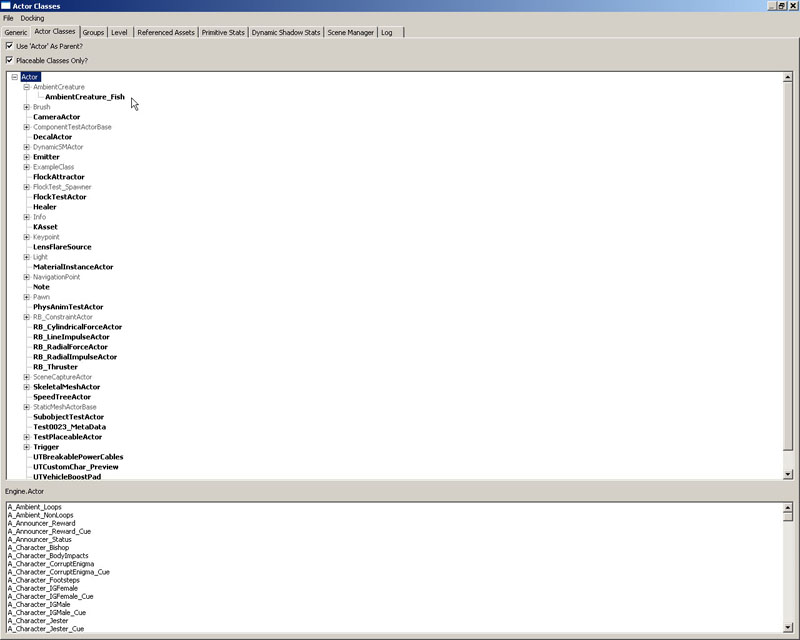 Actor Classes
File Docking
Generic Actor Classes Groups Level Referenced Assets Primitive Stats Dynamic Shadow Stats Scene Manager Log
Use 'Actor' As Parent?
Placeable Classes Only?
Actor
AmbientCreature
AmbientCreature_Fish
Brush
CameraActor
ComponentTestActorBase
DecalActor
DynamicSMActor
Emitter
ExampleClass
FlockAttractor
FlockTest_Spawner
FlockTestActor
Healer
Info
KAsset
Keypoint
LensFlareSource
Light
MaterialInstanceActor
NavigationPoint
Note
Pawn
PhysAnimTestActor
RB_ConstraintActor
RB_CylindricalForceActor
RB_LineImpulseActor
RB_RadialForceActor
RB_RadialImpulseActor
RB_Thruster
SceneCaptureActor
SkeletalMeshActor
SpeedTreeActor
StaticMeshActorBase
SubobjectTestActor
Test0023_MetaData
TestPlaceableActor
Trigger
UTBreakablePowerCables
UTCustomChar_Preview
UTVehicleBoostPad
Engine.Actor
A_Ambient_Loops
A_Ambient_NonLoops
A_Announcer_Reward
A_Announcer_Reward_Cue
A_Announcer_Status
A_Character_Bishop
A_Character_BodyImpacts
A_Character_CorruptEnigma
A_Character_CorruptEnigma_Cue
A_Character_Footsteps
A_Character_IGFemale
A_Character_IGFemale_Cue
A_Character_IGMale
A_Character_IGMale_Cue
A_Character_Jester
A_Character_Jester_Cue